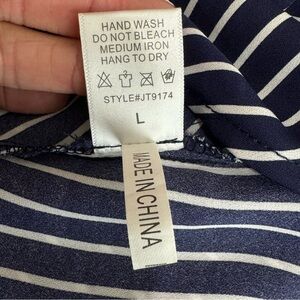 HAND WASH
DO NOT BLEACH
MEDIUM IRON
HANG TO DRY
STYLE#JT9174
L
MADE IN CHINA